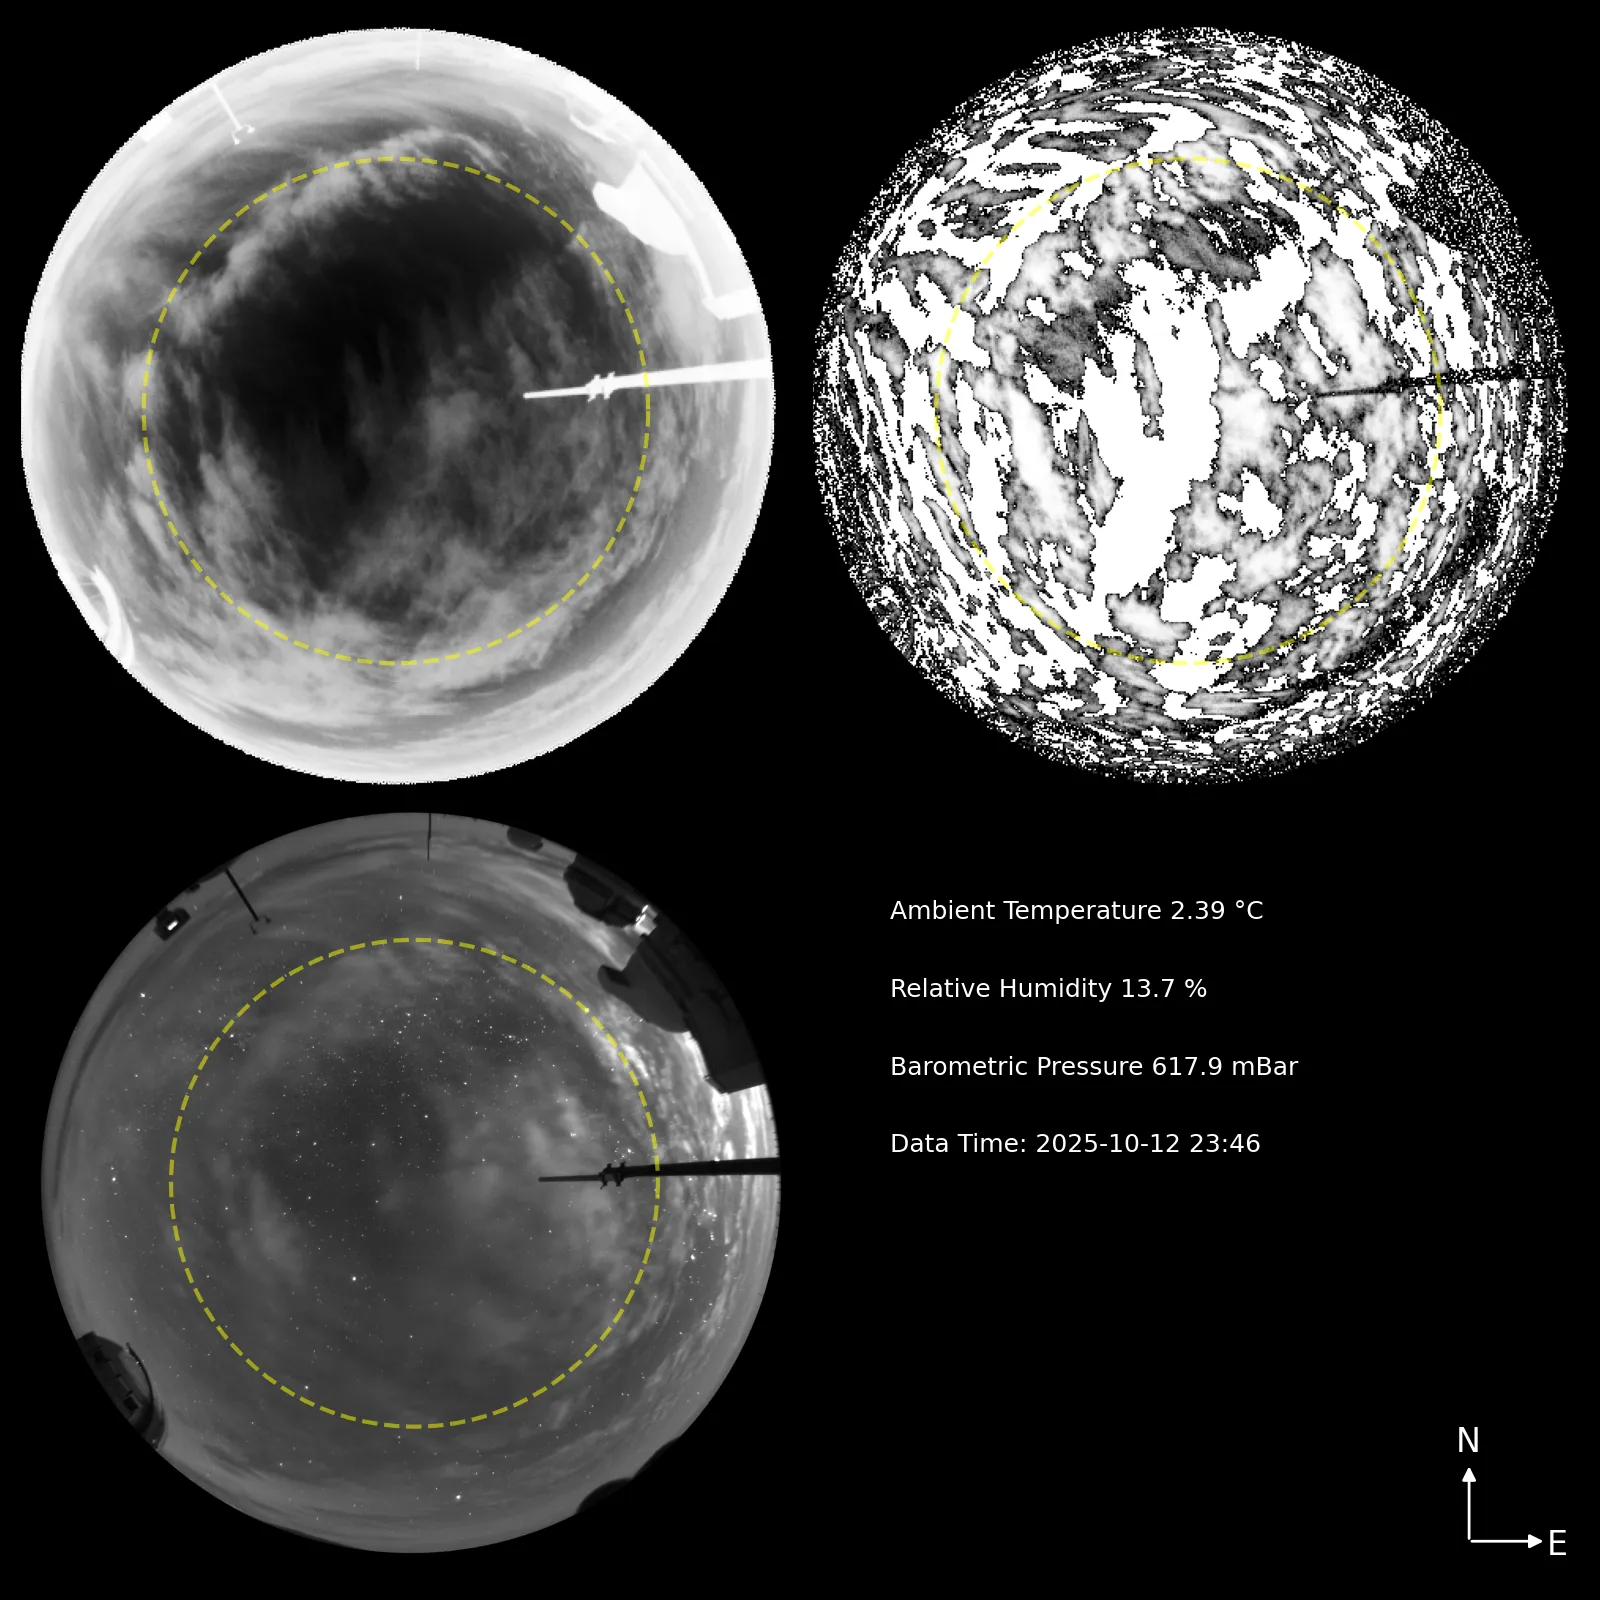 Ambient Temperature 2.39 °C
Relative Humidity 13.7 %
Barometric Pressure 617.9 mBar
Data Time: 2025-10-12 23:46
N
E